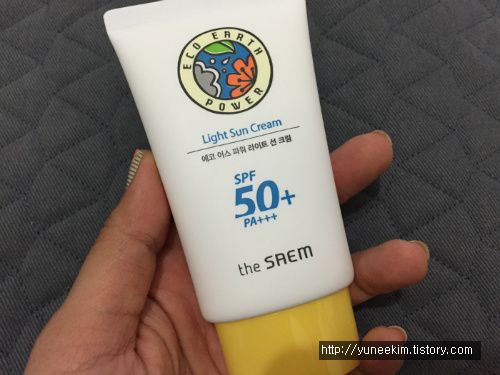 ECO EARTH
POWER
Light Sun Cream
에코 어스 파워 라이트 선 크림
SPF
50+
PA+++
the SAEM
http://yuneekim.tistory.com